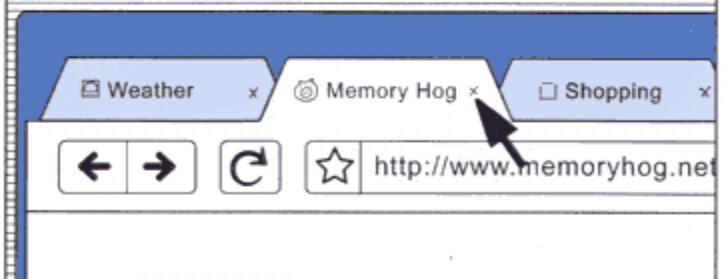 Weather x Memory Hog x Shopping x
http://www.memoryhog.net